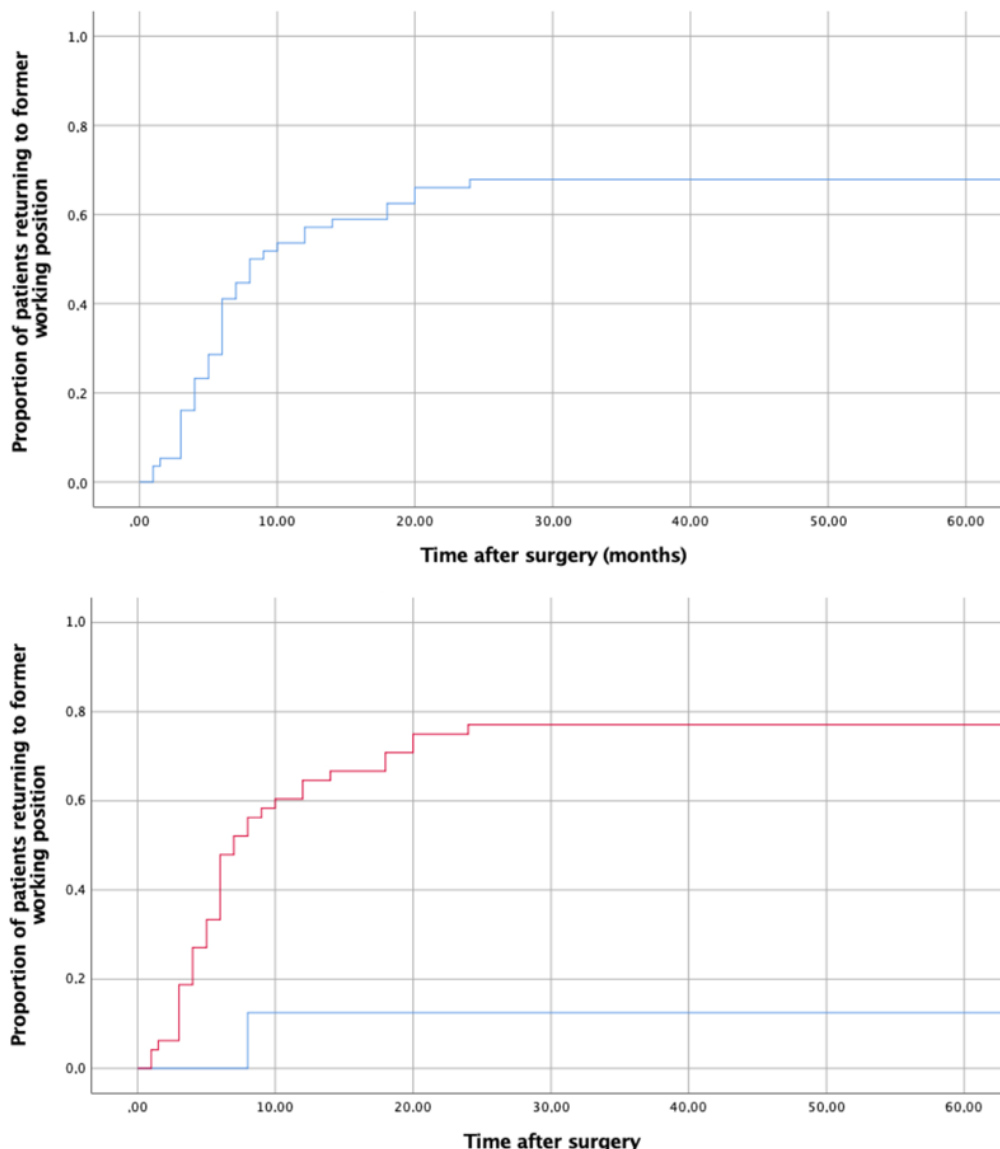 Proportion of patients returning to former
working position
1.0
0.8
0.6
0.4
0.2
0.0
.00 10.00 20.00 30.00 40.00 50.00 60.00
Time after surgery (months)
Proportion of patients returning to former
working position
1.0
0.8
0.6
0.4
0.2
0.0
.00 10.00 20.00 30.00 40.00 50.00 60.00
Time after surgery